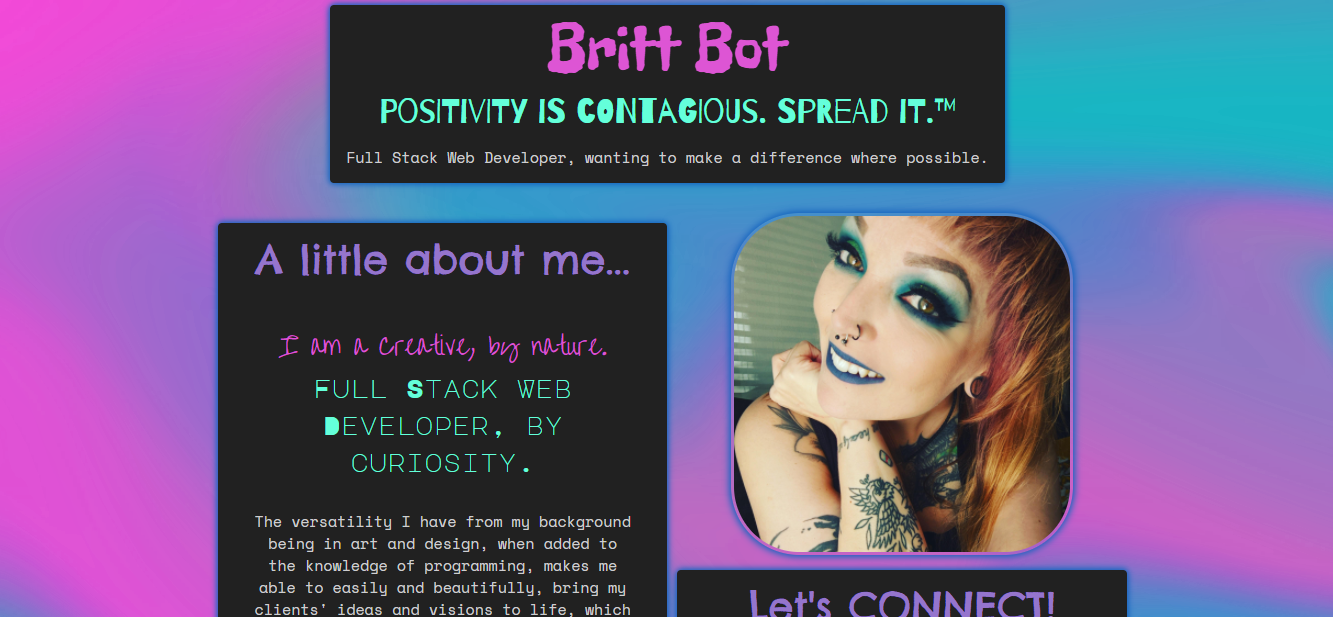 Britt Bot
POSITIVITY IS CONTAGIOUS. SPREAD IT.™
Full Stack Web Developer, wanting to make a difference where possible.
A little about me...
I am a creative, by nature.
FULL STACK WEB
DEVELOPER, BY
CURIOSITY.
The versatility I have from my background
being in art and design, when added to
the knowledge of programming, makes me
able to easily and beautifully, bring my
clients' ideas and visions to life, which
Let's CONNECT!